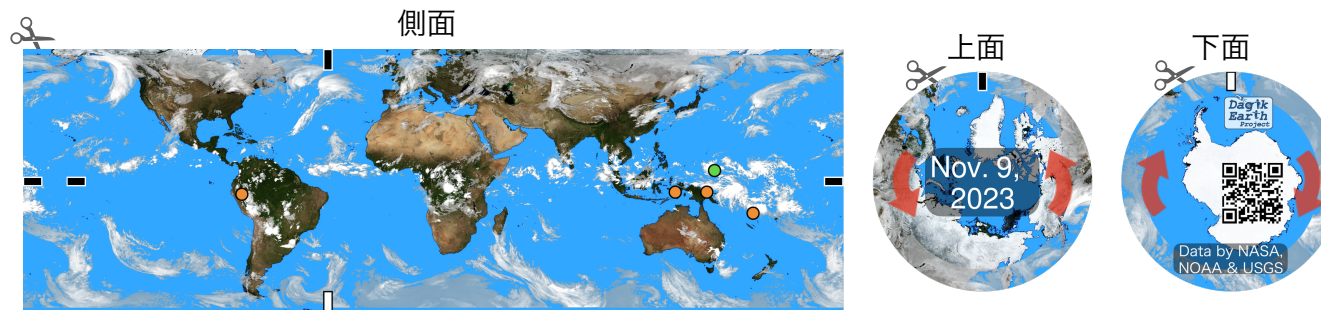 側面
上面
Nov. 9,
2023
下面
Dagik
Earth
Project
Data by NASA,
NOAA & USGS